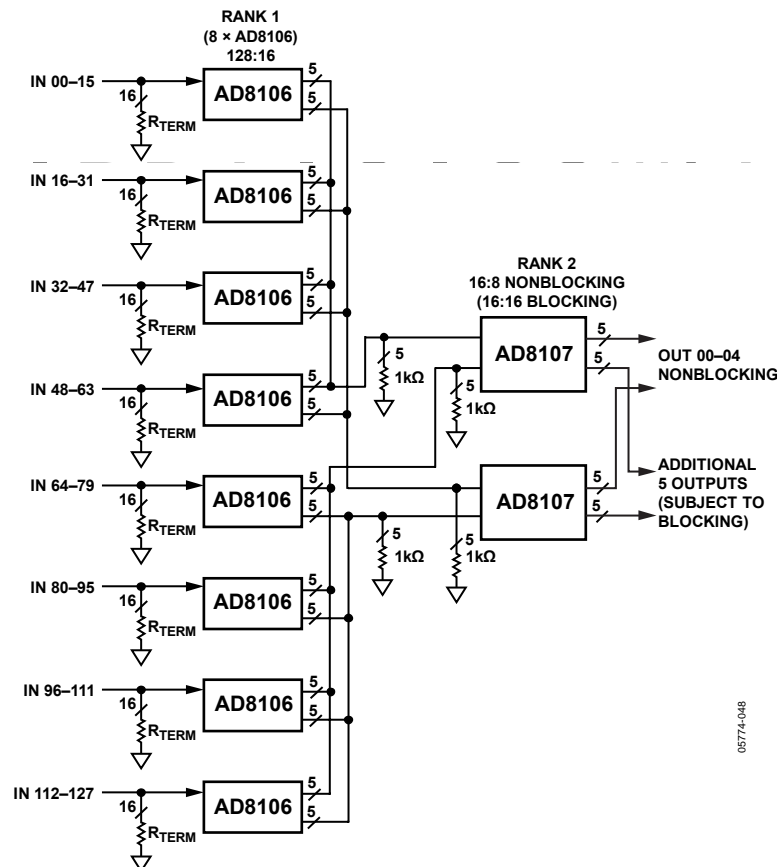 RANK 1
(8 × AD8106)
128:16
IN 00–15
16
RTERM
AD8106
5
5
IN 16–31
16
RTERM
AD8106
5
5
IN 32–47
16
RTERM
AD8106
5
5
IN 48–63
16
RTERM
AD8106
5
5
IN 64–79
16
RTERM
AD8106
5
5
IN 80–95
16
RTERM
AD8106
5
5
IN 96–111
16
RTERM
AD8106
5
5
IN 112–127
16
RTERM
AD8106
5
5
RANK 2
16:8 NONBLOCKING
(16:16 BLOCKING)
5
1kΩ
5
1kΩ
AD8107
5
5
5
1kΩ
5
1kΩ
AD8107
5
5
OUT 00–04
NONBLOCKING
ADDITIONAL
5 OUTPUTS
(SUBJECT TO
BLOCKING)
05774-048